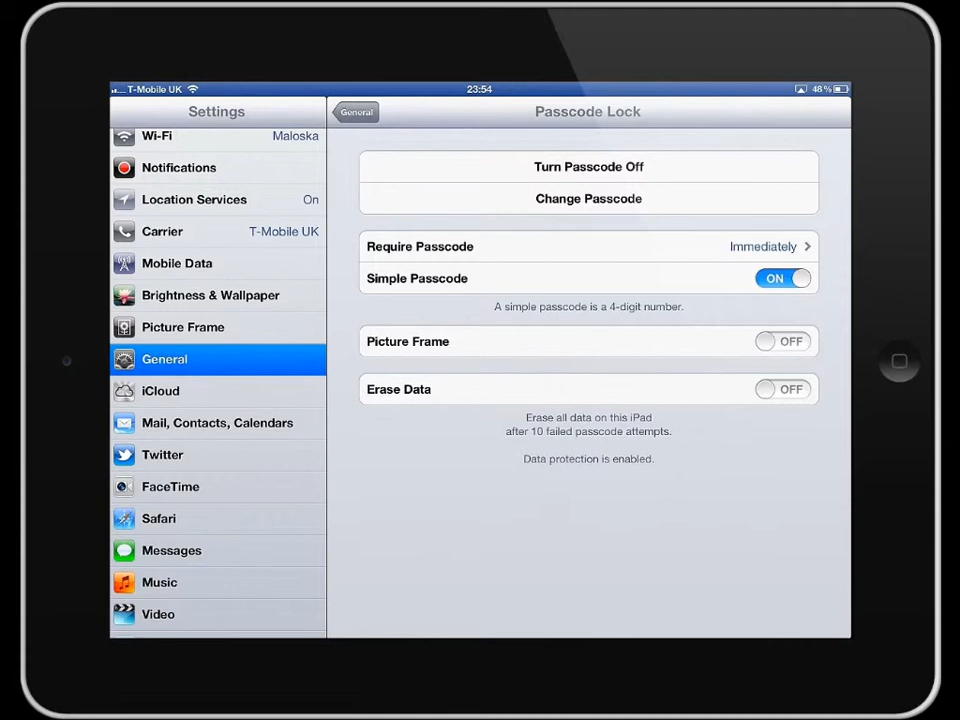 T-Mobile UK
23:54
48 %
Settings
General
Passcode Lock
Wi-Fi Maloska
Notifications
Location Services On
Carrier T-Mobile UK
Mobile Data
Brightness & Wallpaper
Picture Frame
General
iCloud
Mail, Contacts, Calendars
Twitter
FaceTime
Safari
Messages
Music
Video
Turn Passcode Off
Change Passcode
Require Passcode Immediately
Simple Passcode ON
A simple passcode is a 4-digit number.
Picture Frame OFF
Erase Data OFF
Erase all data on this iPad
after 10 failed passcode attempts.
Data protection is enabled.